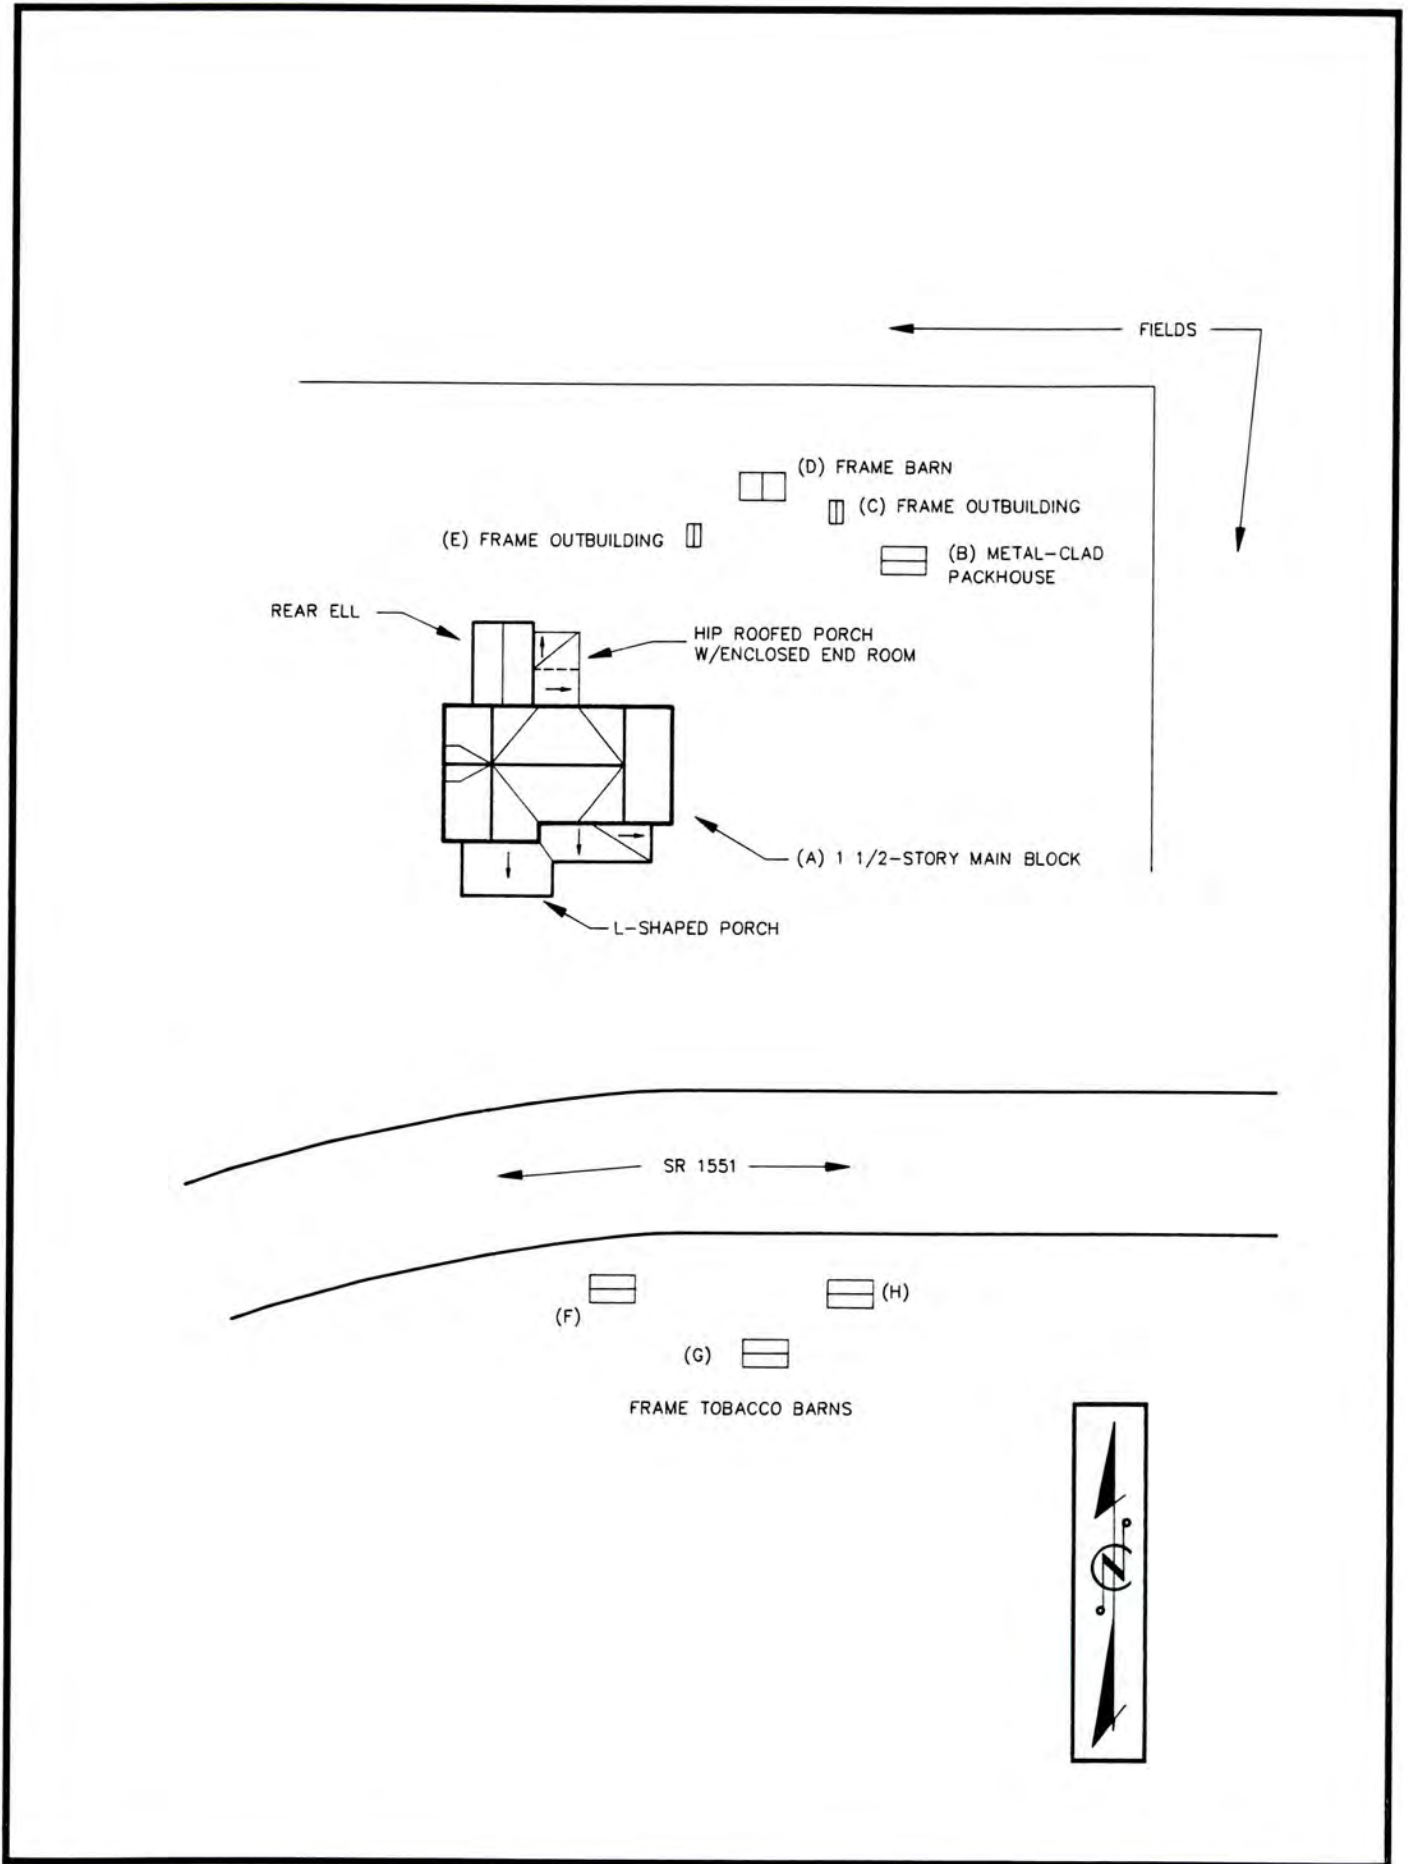 FIELDS
(D) FRAME BARN
(C) FRAME OUTBUILDING
(E) FRAME OUTBUILDING
(B) METAL-CLAD
PACKHOUSE
REAR ELL
HIP ROOFED PORCH
W/ENCLOSED END ROOM
(A) 1 1/2-STORY MAIN BLOCK
L-SHAPED PORCH
SR 1551
(F)
(H)
(G)
FRAME TOBACCO BARNS
N